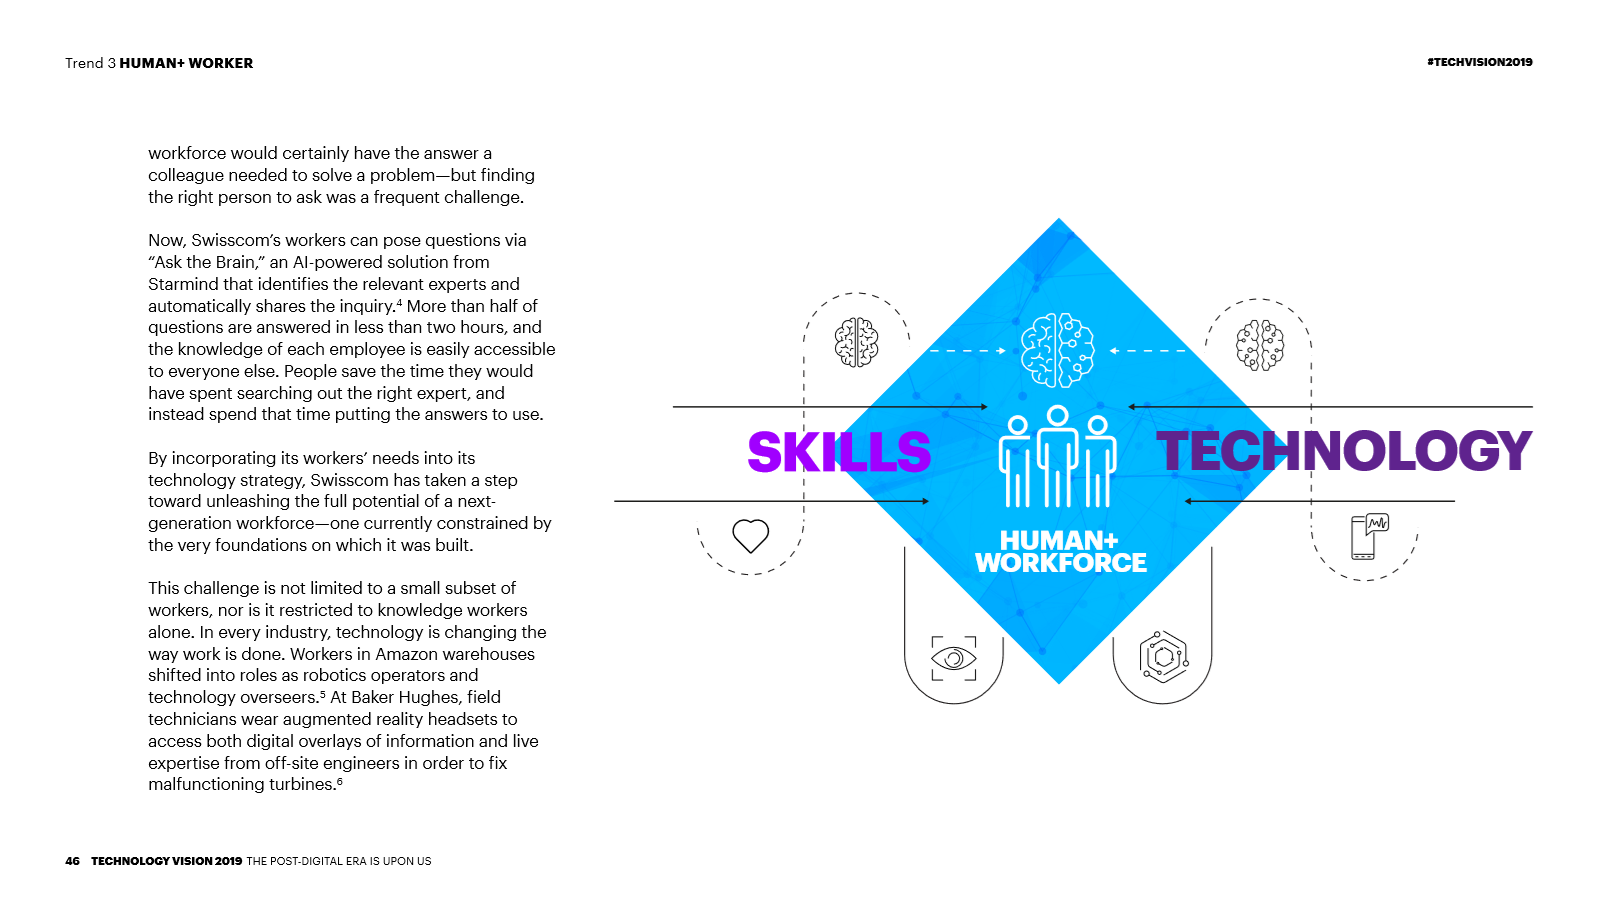 Trend 3 HUMAN+ WORKER
#TECHVISION2019
workforce would certainly have the answer a
colleague needed to solve a problem—but finding
the right person to ask was a frequent challenge.
Now, Swisscom’s workers can pose questions via
“Ask the Brain,” an AI-powered solution from
Starmind that identifies the relevant experts and
automatically shares the inquiry.⁴ More than half of
questions are answered in less than two hours, and
the knowledge of each employee is easily accessible
to everyone else. People save the time they would
have spent searching out the right expert, and
instead spend that time putting the answers to use.
By incorporating its workers’ needs into its
technology strategy, Swisscom has taken a step
toward unleashing the full potential of a next-
generation workforce—one currently constrained by
the very foundations on which it was built.
This challenge is not limited to a small subset of
workers, nor is it restricted to knowledge workers
alone. In every industry, technology is changing the
way work is done. Workers in Amazon warehouses
shifted into roles as robotics operators and
technology overseers.⁵ At Baker Hughes, field
technicians wear augmented reality headsets to
access both digital overlays of information and live
expertise from off-site engineers in order to fix
malfunctioning turbines.⁶
SKILLS
TECHNOLOGY
HUMAN+
WORKFORCE
46 TECHNOLOGY VISION 2019 THE POST-DIGITAL ERA IS UPON US